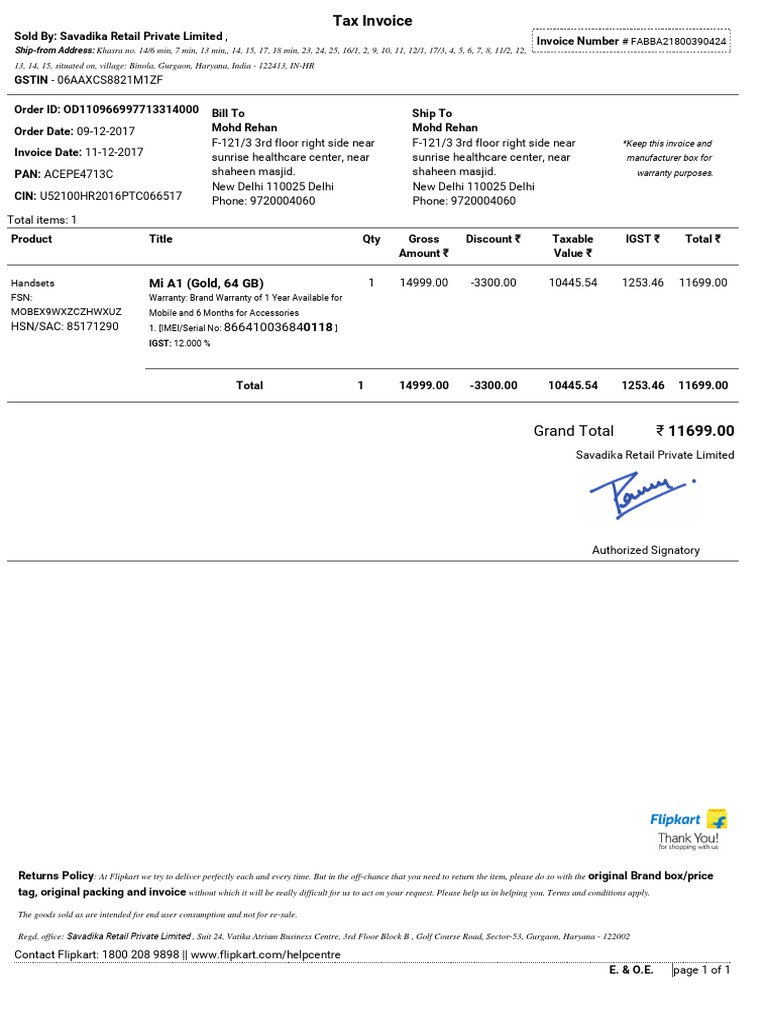 Tax Invoice
Sold By: Savadika Retail Private Limited ,
Ship-from Address: Khasra no. 14/6 min, 7 min, 13 min,, 14, 15, 17, 18 min, 23, 24, 25, 16/1, 2, 9, 10, 11, 12/1, 17/3, 4, 5, 6, 7, 8, 11/2, 12,
13, 14, 15, situated on, village: Binola, Gurgaon, Haryana, India - 122413, IN-HR
GSTIN - 06AAXCS8821M1ZF
Invoice Number # FABBA21800390424
Order ID: OD110966997713314000
Order Date: 09-12-2017
Invoice Date: 11-12-2017
PAN: ACEPE4713C
CIN: U52100HR2016PTC066517
Bill To
Mohd Rehan
F-121/3 3rd floor right side near
sunrise healthcare center, near
shaheen masjid.
New Delhi 110025 Delhi
Phone: 9720004060
Ship To
Mohd Rehan
F-121/3 3rd floor right side near
sunrise healthcare center, near
shaheen masjid.
New Delhi 110025 Delhi
Phone: 9720004060
*Keep this invoice and
manufacturer box for
warranty purposes.
Total items: 1
Product Title Qty Gross Amount ₹ Discount ₹ Taxable Value ₹ IGST ₹ Total ₹
Handsets
FSN:
MOBEX9WXZCZHWXUZ
HSN/SAC: 85171290
Mi A1 (Gold, 64 GB)
Warranty: Brand Warranty of 1 Year Available for
Mobile and 6 Months for Accessories
1. [IMEI/Serial No: 866410036840118 ]
IGST: 12.000 %
1 14999.00 -3300.00 10445.54 1253.46 11699.00
Total 1 14999.00 -3300.00 10445.54 1253.46 11699.00
Grand Total ₹ 11699.00
Savadika Retail Private Limited
Authorized Signatory
Flipkart
Thank You!
for shopping with us
Returns Policy: At Flipkart we try to deliver perfectly each and every time. But in the off-chance that you need to return the item, please do so with the original Brand box/price
tag, original packing and invoice without which it will be really difficult for us to act on your request. Please help us in helping you. Terms and conditions apply.
The goods sold as are intended for end user consumption and not for re-sale.
Regd. office: Savadika Retail Private Limited , Suit 24, Vatika Atrium Business Centre, 3rd Floor Block B , Golf Course Road, Sector-53, Gurgaon, Haryana - 122002
Contact Flipkart: 1800 208 9898 || www.flipkart.com/helpcentre
E. & O.E. page 1 of 1